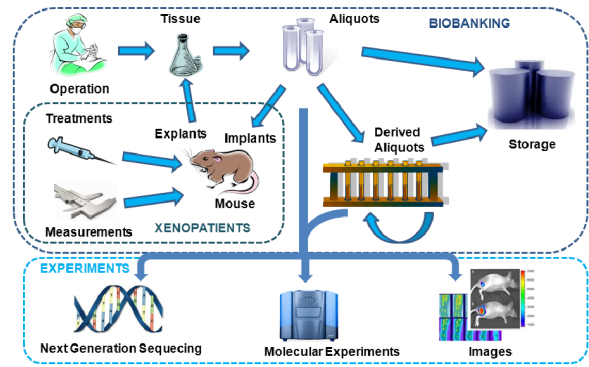 Tissue
Aliquots
BIOBANKING
Operation
Treatments
Explants
Implants
Derived
Aliquots
Storage
Mouse
Measurements
XENOPATIENTS
EXPERIMENTS
Next Generation Sequecing
Molecular Experiments
Images